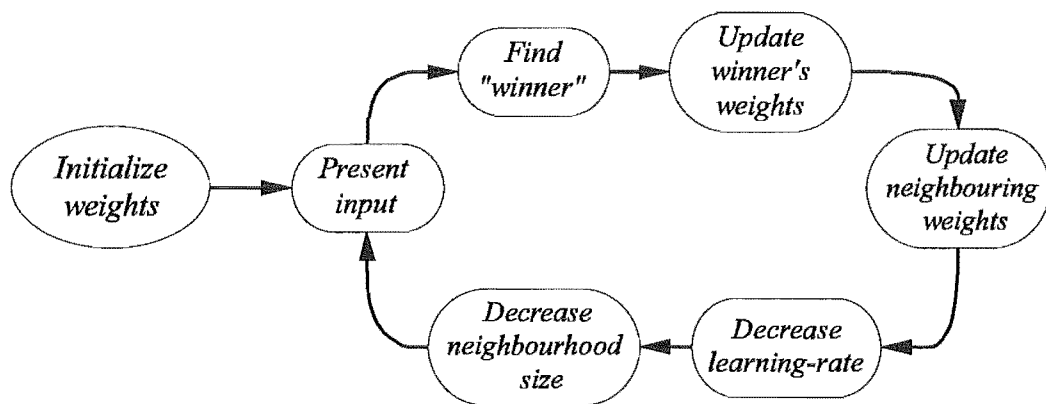 Initialize
weights
Present
input
Find
"winner"
Update
winner's
weights
Update
neighbouring
weights
Decrease
learning-rate
Decrease
neighbourhood
size